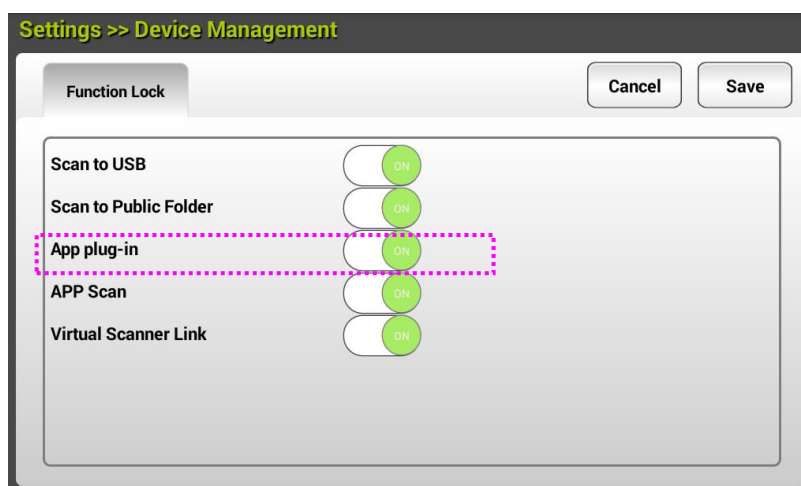 Settings >> Device Management
Function Lock
Cancel
Save
Scan to USB ON
Scan to Public Folder ON
App plug-in ON
APP Scan ON
Virtual Scanner Link ON